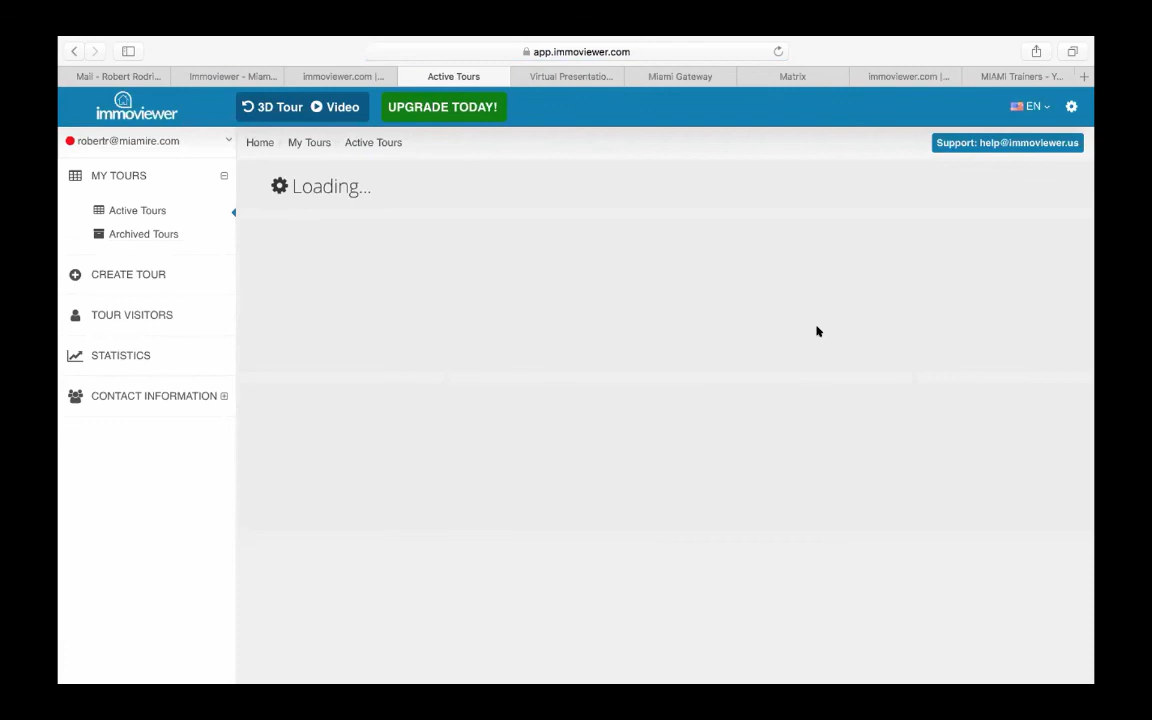 app.immoviewer.com
Mail - Robert Rodri...
Immoviewer - Miam...
immoviewer.com |...
Active Tours
Virtual Presentatio...
Miami Gateway
Matrix
immoviewer.com |...
MIAMI Trainers - Y...
immoviewer
3D Tour Video
UPGRADE TODAY!
EN
robertr@miamire.com
Home
My Tours
Active Tours
Support: help@immoviewer.us
MY TOURS
Loading...
Active Tours
Archived Tours
CREATE TOUR
TOUR VISITORS
STATISTICS
CONTACT INFORMATION